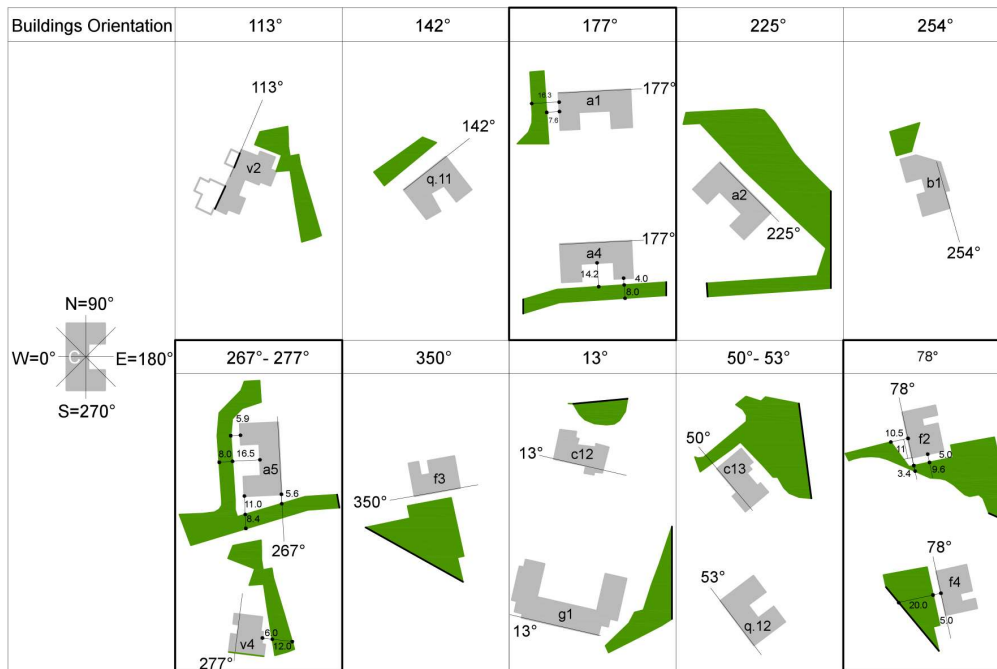 Buildings Orientation 113° 142° 177° 225° 254°
113°
v2
142°
q.11
16.3
7.6
a1
177°
a4
177°
14.2
4.0
8.0
a2
225°
b1
254°
N=90°
W=0° C E=180°
S=270°
267°- 277° 350° 13° 50°- 53° 78°
5.9
8.0
16.5
a5
5.6
11.0
8.4
267°
6.0
12.0
v4
277°
f3
350°
13°
c12
g1
13°
50°
c13
53°
q.12
78°
10.5
f2
11
5.0
9.6
3.4
78°
f4
20.0
5.0